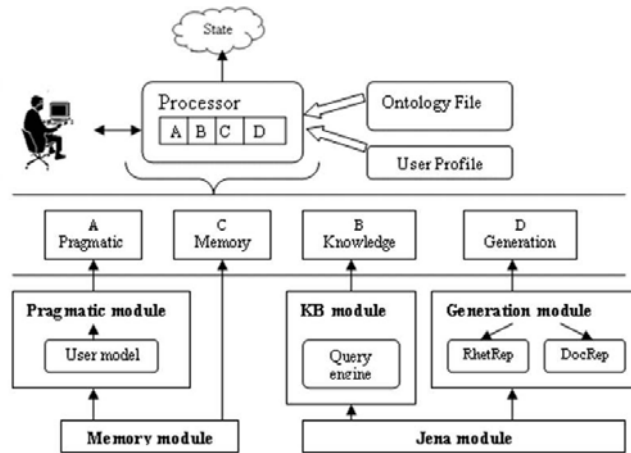 State
Processor
A B C D
Ontology File
User Profile
A
Pragmatic
C
Memory
B
Knowledge
D
Generation
Pragmatic module
User model
KB module
Query
engine
Generation module
RhetRep
DocRep
Memory module
Jena module